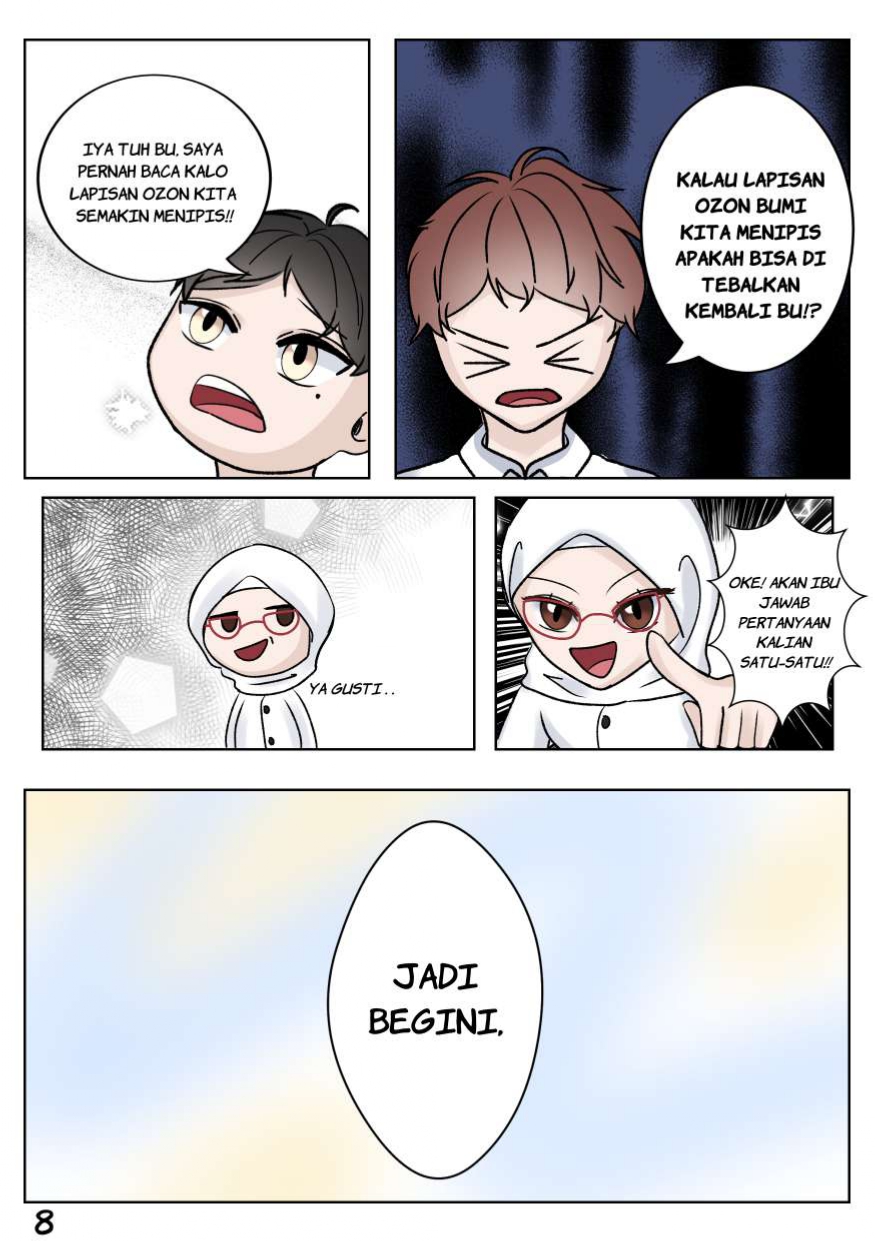 IYA TUH BU, SAYA
PERNAH BACA KALO
LAPISAN OZON KITA
SEMAKIN MENIPIS!!
KALAU LAPISAN
OZON BUMI
KITA MENIPIS
APAKAH BISA DI
TEBALKAN
KEMBALI BU!?
YA GUSTI..
OKE! AKAN IBU
JAWAB
PERTANYAAN
KALIAN
SATU-SATU!!
JADI
BEGINI,
8